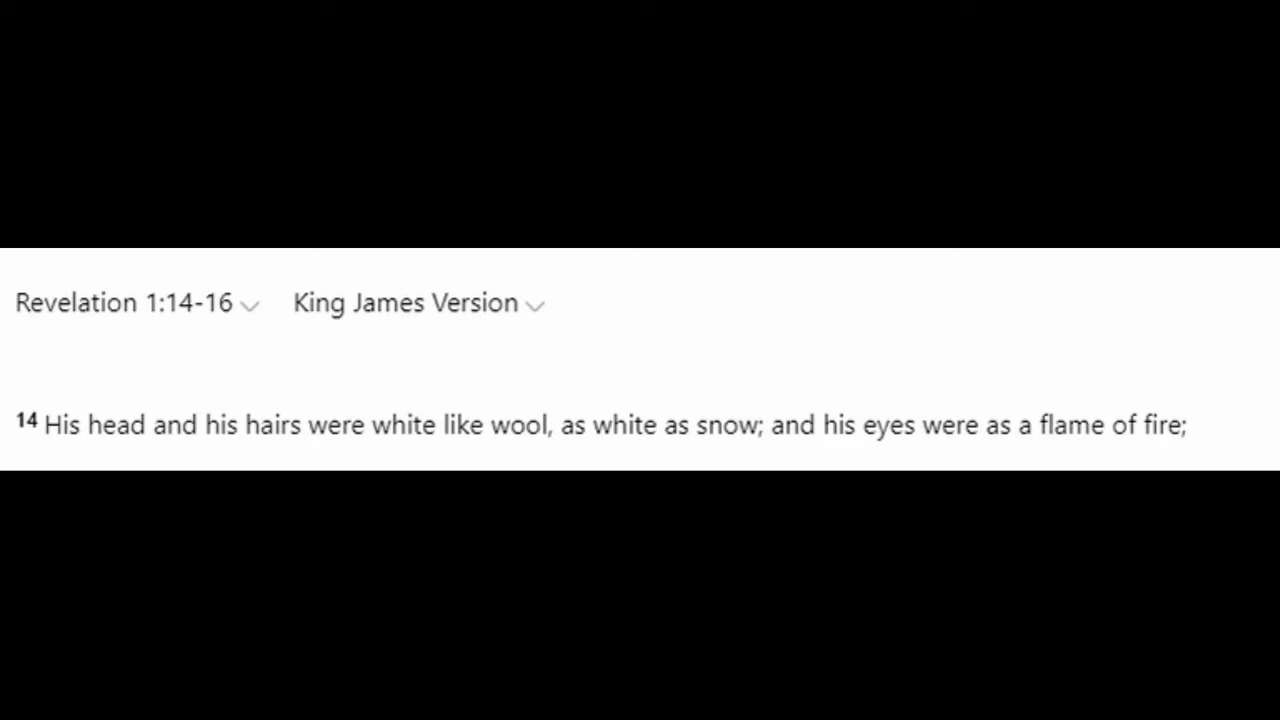 Revelation 1:14-16 King James Version
14 His head and his hairs were white like wool, as white as snow; and his eyes were as a flame of fire;